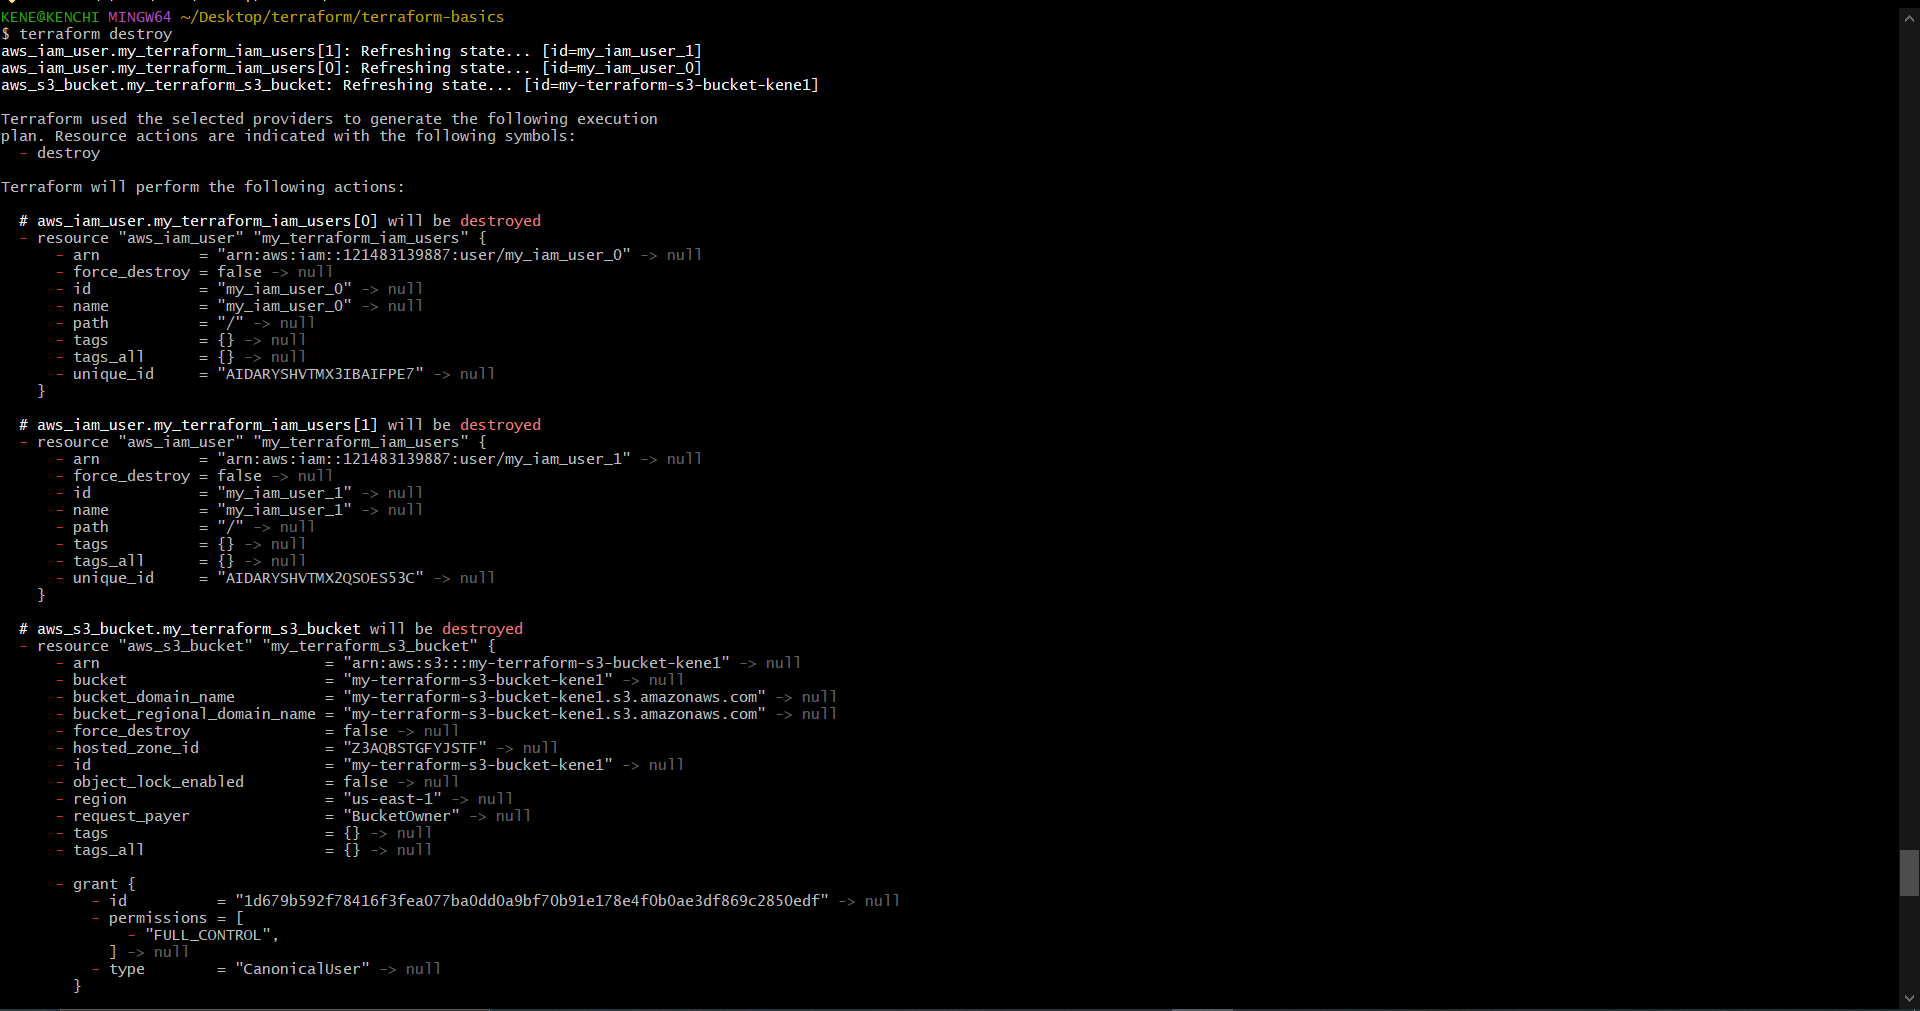 KENE@KENCHI MINGW64 ~/Desktop/terraform/terraform-basics
$ terraform destroy
aws_iam_user.my_terraform_iam_users[1]: Refreshing state... [id=my_iam_user_1]
aws_iam_user.my_terraform_iam_users[0]: Refreshing state... [id=my_iam_user_0]
aws_s3_bucket.my_terraform_s3_bucket: Refreshing state... [id=my-terraform-s3-bucket-kene1]

Terraform used the selected providers to generate the following execution
plan. Resource actions are indicated with the following symbols:
  - destroy

Terraform will perform the following actions:

  # aws_iam_user.my_terraform_iam_users[0] will be destroyed
  - resource "aws_iam_user" "my_terraform_iam_users" {
      - arn           = "arn:aws:iam::121483139887:user/my_iam_user_0" -> null
      - force_destroy = false -> null
      - id            = "my_iam_user_0" -> null
      - name          = "my_iam_user_0" -> null
      - path          = "/" -> null
      - tags          = {} -> null
      - tags_all      = {} -> null
      - unique_id     = "AIDARYSHVTMX3IBAIFPE7" -> null
    }

  # aws_iam_user.my_terraform_iam_users[1] will be destroyed
  - resource "aws_iam_user" "my_terraform_iam_users" {
      - arn           = "arn:aws:iam::121483139887:user/my_iam_user_1" -> null
      - force_destroy = false -> null
      - id            = "my_iam_user_1" -> null
      - name          = "my_iam_user_1" -> null
      - path          = "/" -> null
      - tags          = {} -> null
      - tags_all      = {} -> null
      - unique_id     = "AIDARYSHVTMX2QSOES53C" -> null
    }

  # aws_s3_bucket.my_terraform_s3_bucket will be destroyed
  - resource "aws_s3_bucket" "my_terraform_s3_bucket" {
      - arn                         = "arn:aws:s3:::my-terraform-s3-bucket-kene1" -> null
      - bucket                      = "my-terraform-s3-bucket-kene1" -> null
      - bucket_domain_name          = "my-terraform-s3-bucket-kene1.s3.amazonaws.com" -> null
      - bucket_regional_domain_name = "my-terraform-s3-bucket-kene1.s3.amazonaws.com" -> null
      - force_destroy               = false -> null
      - hosted_zone_id              = "Z3AQBSTGFYJSTF" -> null
      - id                          = "my-terraform-s3-bucket-kene1" -> null
      - object_lock_enabled         = false -> null
      - region                      = "us-east-1" -> null
      - request_payer               = "BucketOwner" -> null
      - tags                        = {} -> null
      - tags_all                    = {} -> null

      - grant {
          - id          = "1d679b592f78416f3fea077ba0dd0a9bf70b91e178e4f0b0ae3df869c2850edf" -> null
          - permissions = [
              - "FULL_CONTROL",
            ] -> null
          - type        = "CanonicalUser" -> null
        }